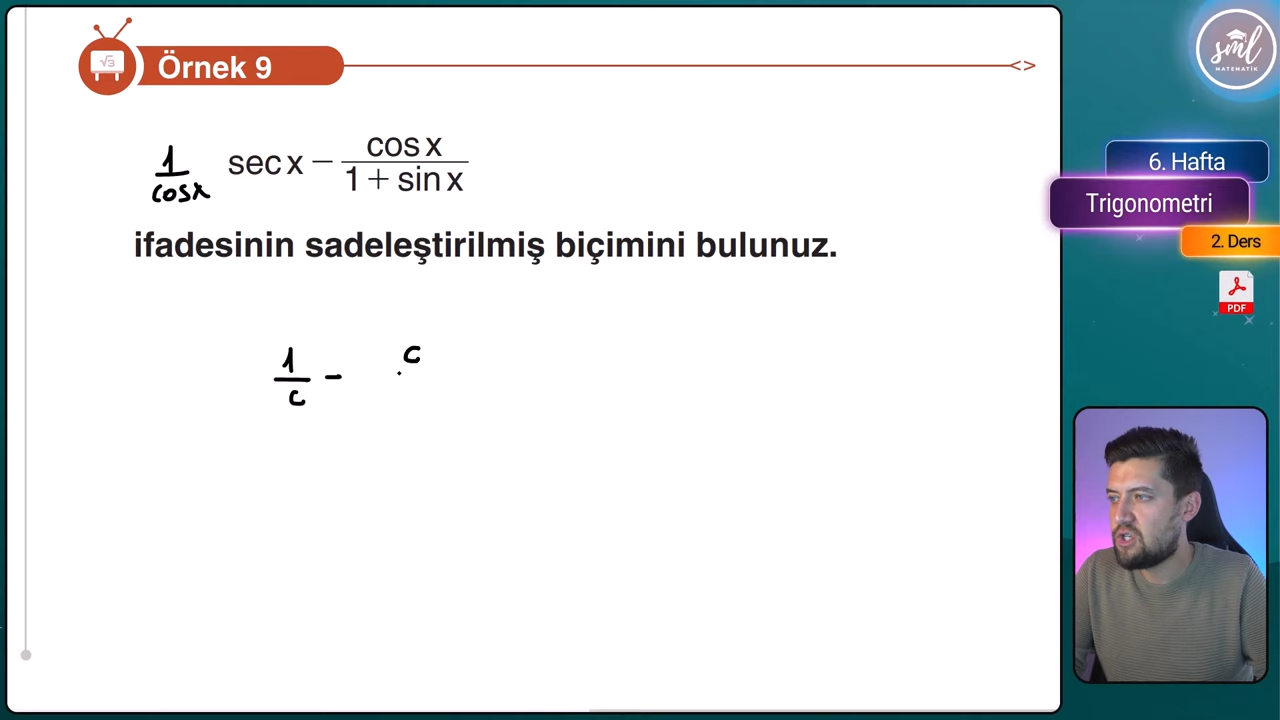 √3
Örnek 9
<>
sml
MATEMATİK
1/cosx sec x − cos x / 1 + sin x
6. Hafta
Trigonometri
2. Ders
ifadesinin sadeleştirilmiş biçimini bulunuz.
PDF
1/c - c